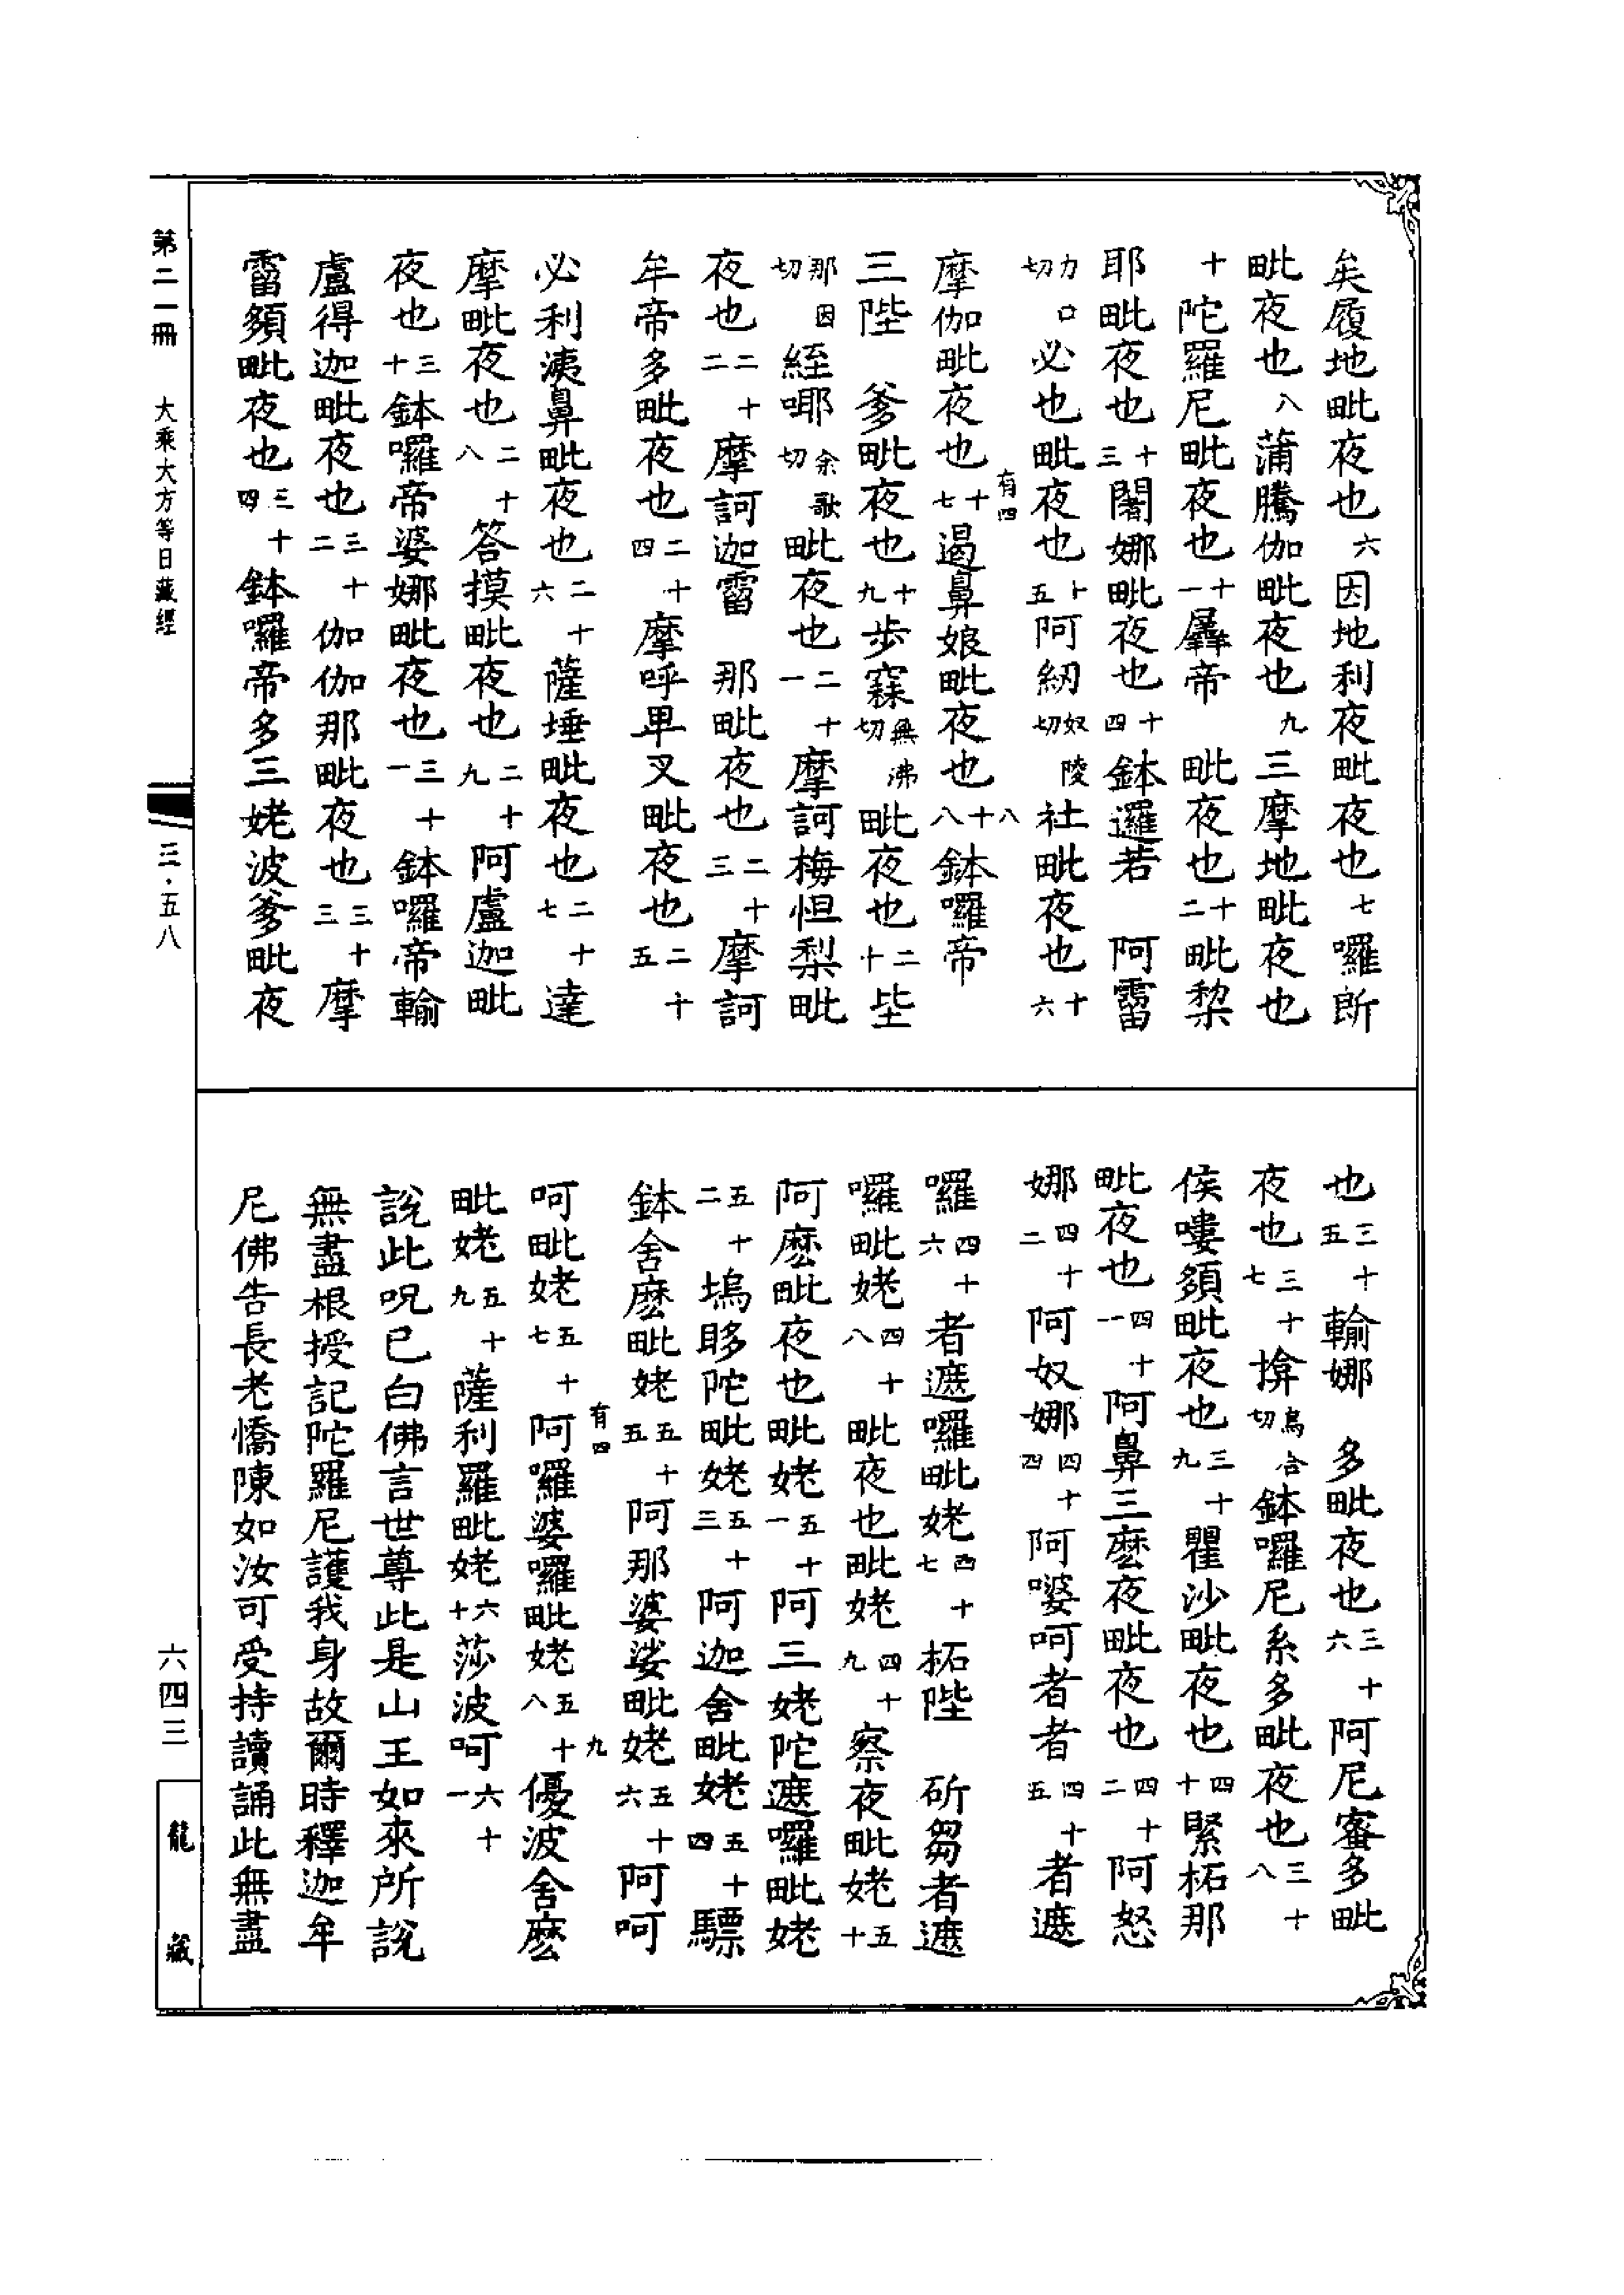 矣履地毗夜也六因地利夜毗夜也七囉所
毗夜也八蒲騰伽毗夜也九三摩地毗夜也
十陀羅尼毗夜也十一羼帝毗夜也十二毗梨
耶毗夜也十三闍娜毗夜也十四鉢邏若阿雷
力口切必也毗夜也十五阿紉奴陵切社毗夜也十六
摩伽毗夜也十七遏鼻娘毗夜也十八鉢囉帝
有四
八
三陛爹毗夜也十九步𥧌無沸切毗夜也二十坒
那因切絰哪余歌切毗夜也二十一摩訶梅怛梨毗
夜也二十二摩訶迦雷那毗夜也二十三摩訶
牟帝多毗夜也二十四摩呼早叉毗夜也二十五
必利洟鼻毗夜也二十六薩埵毗夜也二十七達
摩毗夜也二十八答摸毗夜也二十九阿盧迦毗
夜也三十鉢囉帝婆娜毗夜也三十一鉢囉帝輸
盧得迦毗夜也三十二伽伽那毗夜也三十三摩
雷頞毗夜也三十四鉢囉帝多三姥波爹毗夜
也三十五輸娜多毗夜也三十六阿尼審多毗
夜也三十七揜烏合切鉢囉尼系多毗夜也三十八
侯嘍頞毗夜也三十九瞿沙毗夜也四十緊柘那
毗夜也四十一阿鼻三麽夜毗夜也四十二阿怒
娜四十二阿奴娜四十四阿嘙呵者者四十五者遮
囉四十六者遮囉毗姥四十七柘陛斫芻者遮
囉毗姥四十八毗夜也毗姥四十九察夜毗姥五十
阿麽毗夜也毗姥五十一阿三姥陀遮囉毗姥
五十二塢眵陀毗姥五十三阿迦舍毗姥五十四驃
鉢舍麽毗姥五十五阿那婆娑毗姥五十六阿呵
有四
九
呵毗姥五十七阿囉婆囉毗姥五十八優波舍麽
毗姥五十九薩利羅毗姥六十莎波呵六十一
說此呪已白佛言世尊此是山王如來所說
無盡根授記陀羅尼護我身故爾時釋迦牟
尼佛告長老憍陳如汝可受持讀誦此無盡
第二一冊 大乘大方等日藏經 三·五八
六四三
龍藏